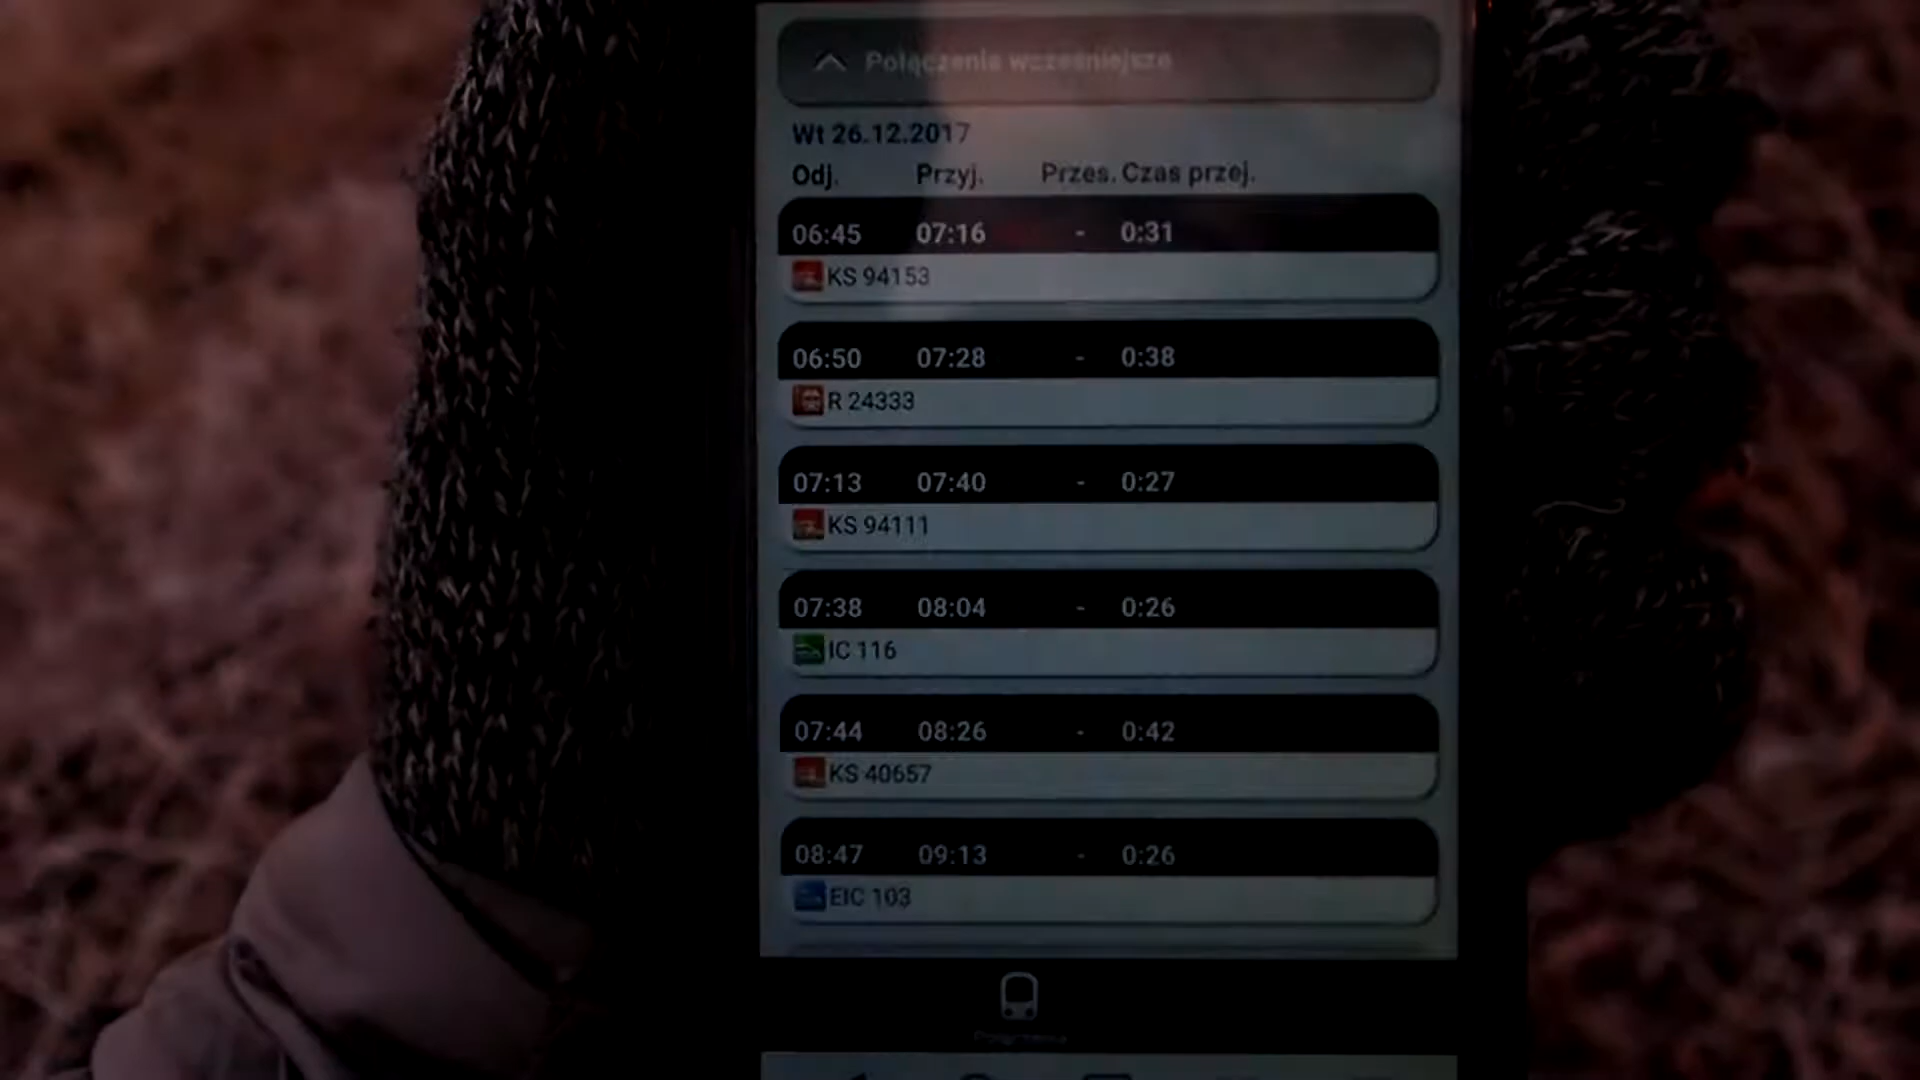 Połączenia wcześniejsze
Wt 26.12.2017
Odj. Przyj. Przes. Czas przej.
06:45 07:16 - 0:31
KS 94153
06:50 07:28 - 0:38
R 24333
07:13 07:40 - 0:27
KS 94111
07:38 08:04 - 0:26
IC 116
07:44 08:26 - 0:42
KS 40657
08:47 09:13 - 0:26
EIC 103